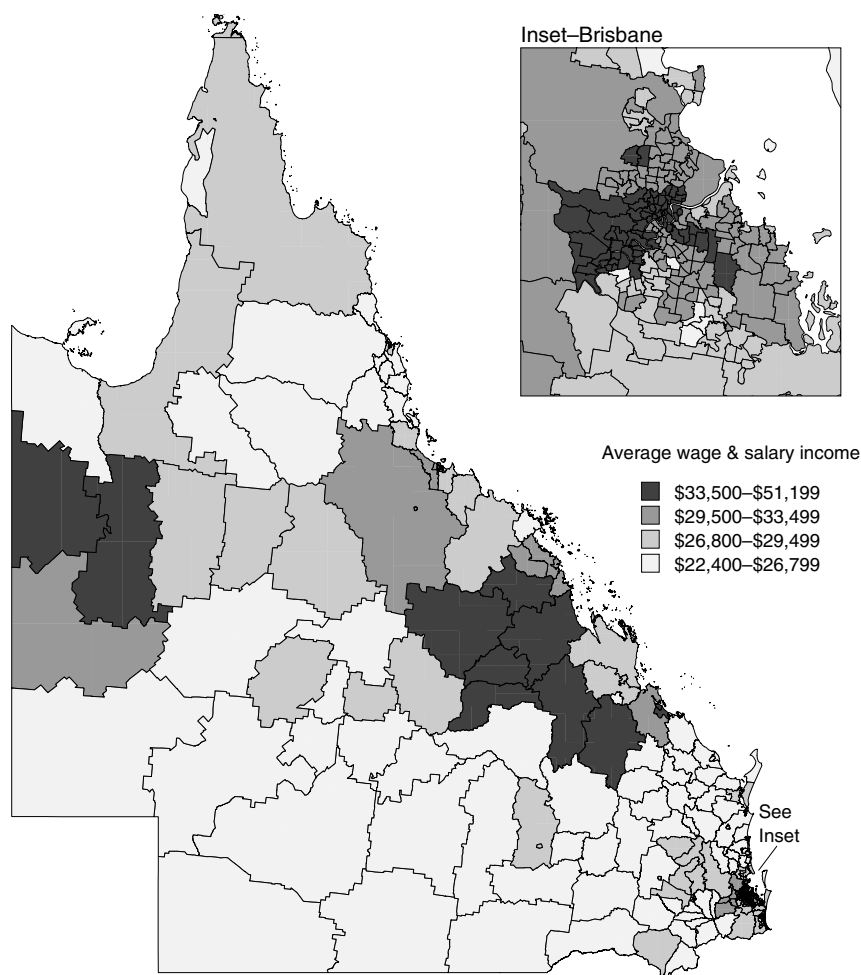 Inset–Brisbane
Average wage & salary income
$33,500–$51,199
$29,500–$33,499
$26,800–$29,499
$22,400–$26,799
See
Inset